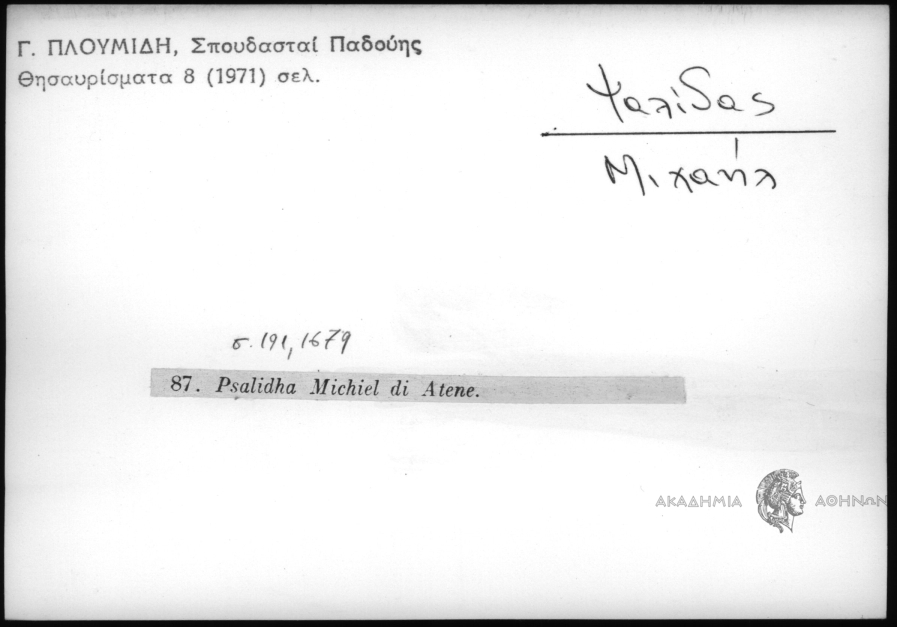 Γ. ΠΛΟΥΜΙΔΗ, Σπουδασταί Παδούης
Θησαυρίσματα 8 (1971) σελ.
Ψαλίδας
Μιχαήλ
σ. 191, 1679
87. Psalidha Michiel di Atene.
ΑΚΑΔΗΜΙΑ ΑΘΗΝΩΝ